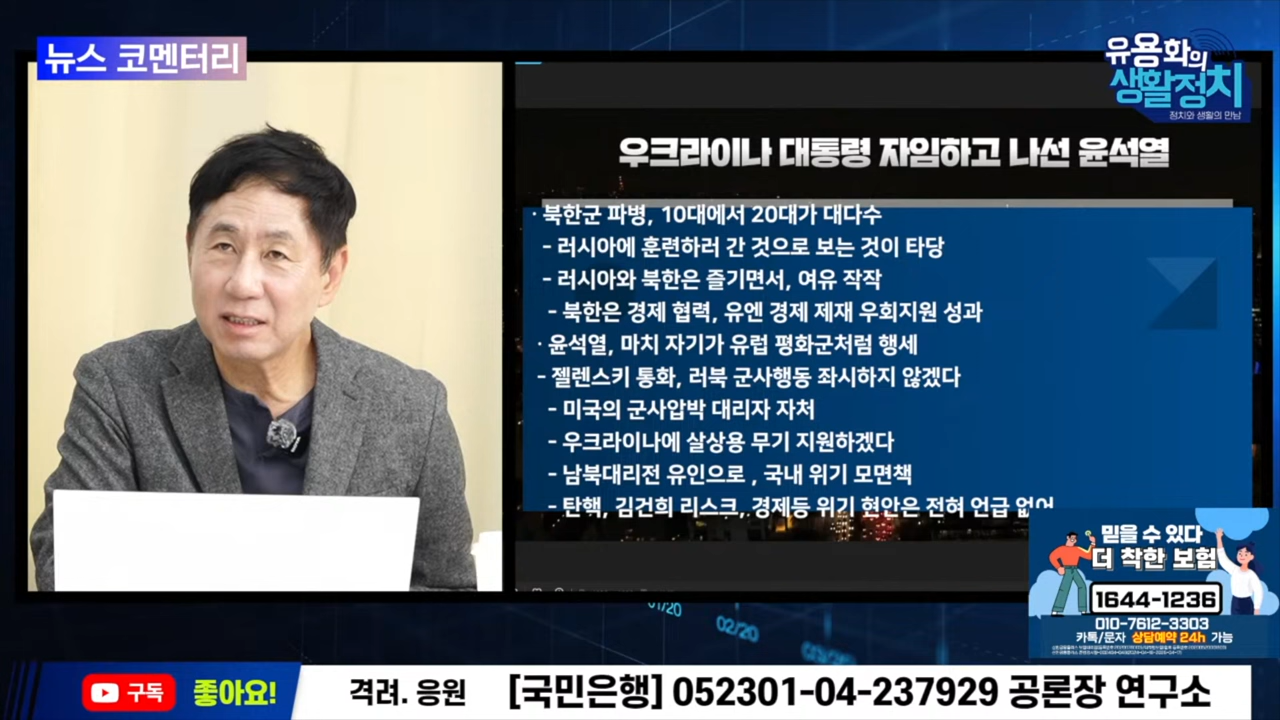 뉴스 코멘터리
유용화의
생활정치
정치와 생활의 만남
우크라이나 대통령 자임하고 나선 윤석열
· 북한군 파병, 10대에서 20대가 대다수
- 러시아에 훈련하러 간 것으로 보는 것이 타당
- 러시아와 북한은 즐기면서, 여유 작작
- 북한은 경제 협력, 유엔 경제 제재 우회지원 성과
· 윤석열, 마치 자기가 유럽 평화군처럼 행세
- 젤렌스키 통화, 러북 군사행동 좌시하지 않겠다
- 미국의 군사압박 대리자 자처
- 우크라이나에 살상용 무기 지원하겠다
- 남북대리전 유인으로 , 국내 위기 모면책
- 탄핵, 김건희 리스크, 경제등 위기 현안은 전혀 언급 없어
믿을 수 있다
더 착한 보험
1644-1236
010-7612-3303
카톡/문자 상담예약 24h 가능
01/20
02/20
구독 좋아요! 격려. 응원 [국민은행] 052301-04-237929 공론장 연구소